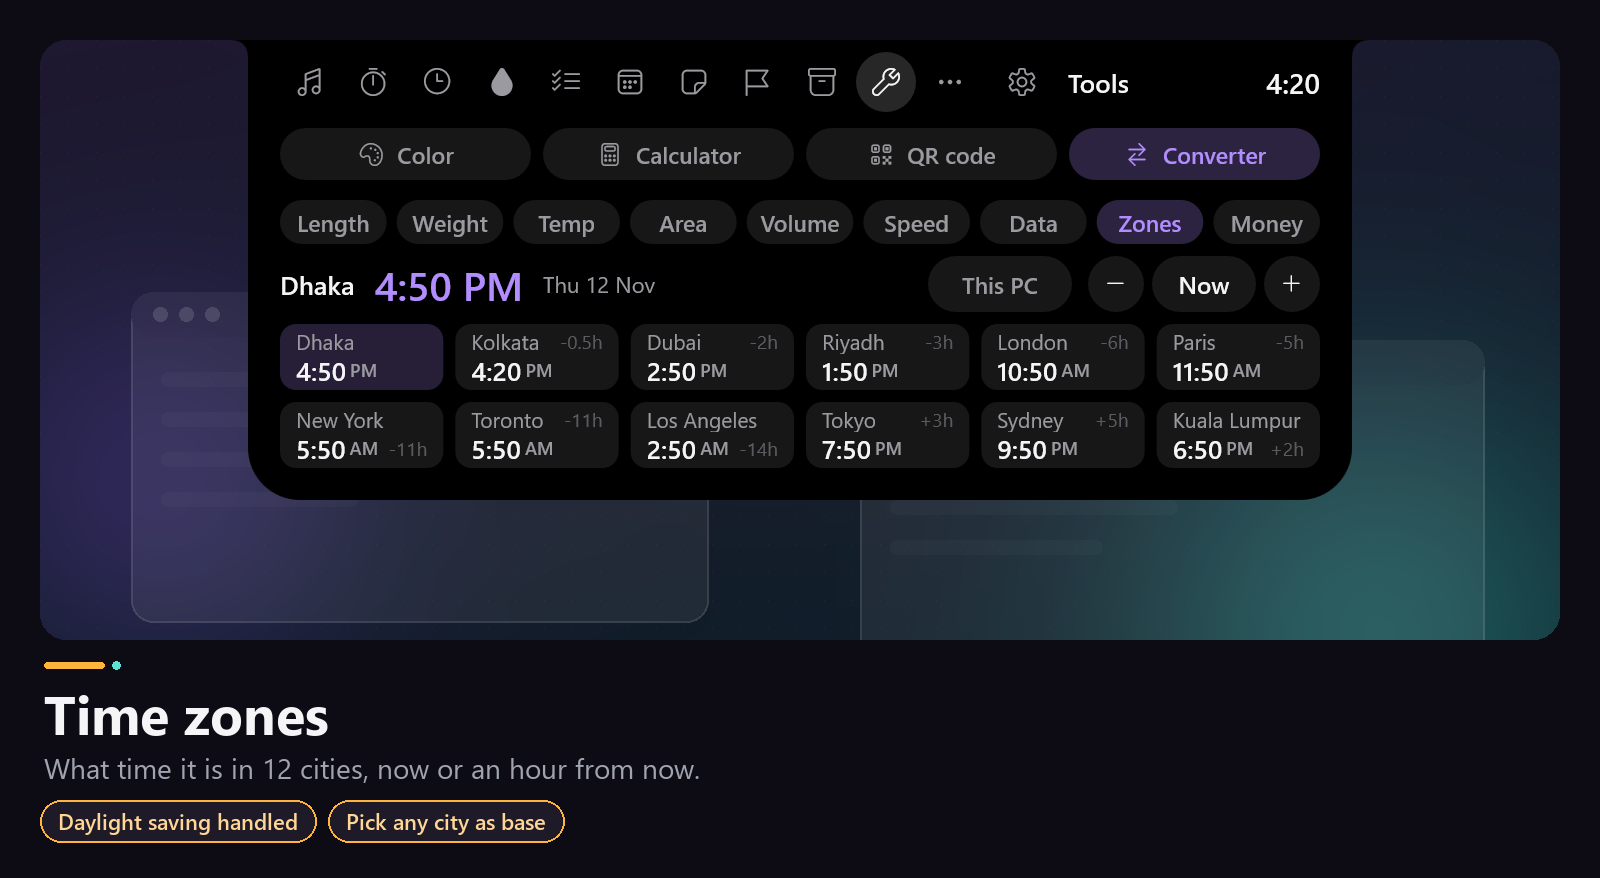 Tools 4:20
Color Calculator QR code Converter
Length Weight Temp Area Volume Speed Data Zones Money
Dhaka 4:50 PM Thu 12 Nov This PC − Now +
Dhaka Kolkata -0.5h Dubai -2h Riyadh -3h London -6h Paris -5h
4:50 PM 4:20 PM 2:50 PM 1:50 PM 10:50 AM 11:50 AM
New York Toronto -11h Los Angeles Tokyo +3h Sydney +5h Kuala Lumpur
5:50 AM -11h 5:50 AM 2:50 AM -14h 7:50 PM 9:50 PM 6:50 PM +2h
Time zones
What time it is in 12 cities, now or an hour from now.
Daylight saving handled Pick any city as base